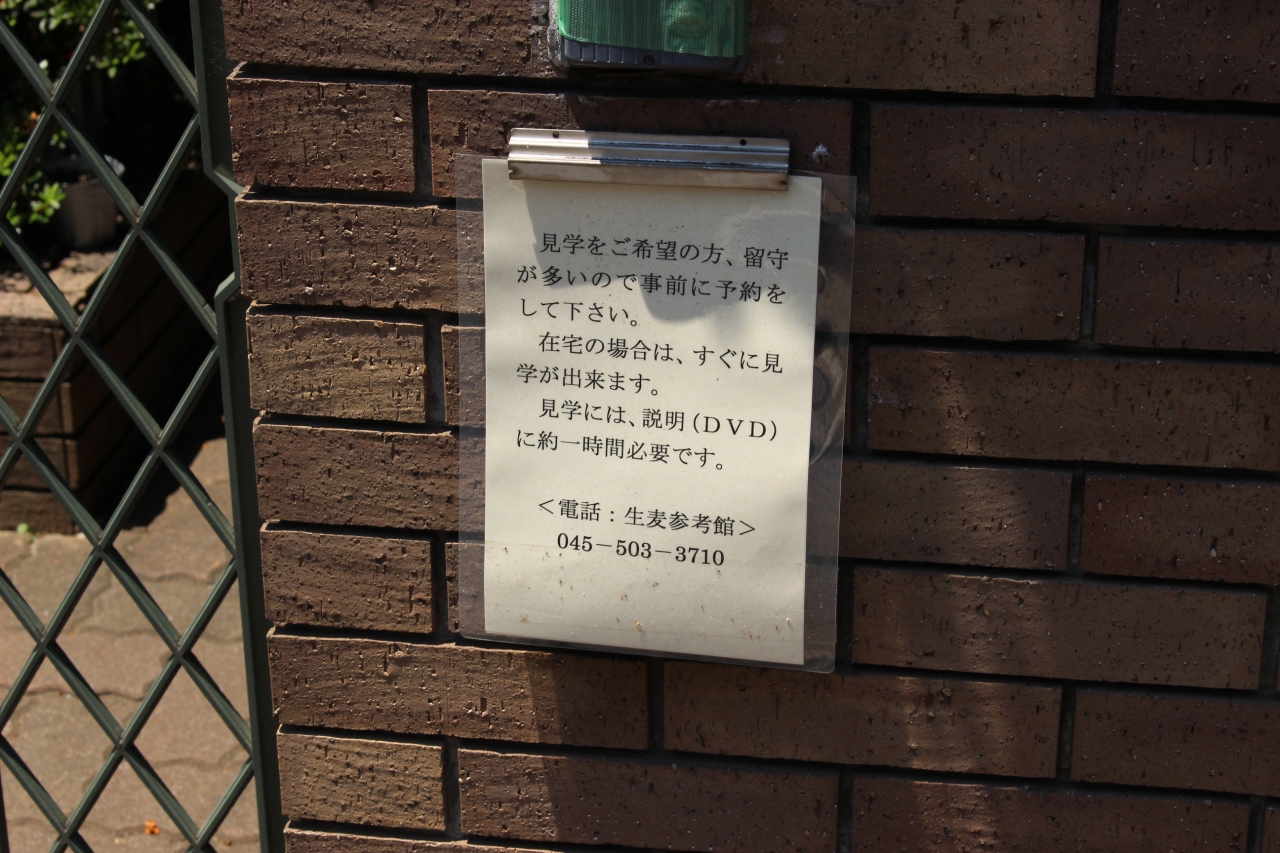 見学をご希望の方、留守
が多いので事前に予約を
して下さい。
在宅の場合は、すぐに見
学が出来ます。
見学には、説明(DVD)
に約一時間必要です。
＜電話：生麦参考館＞
045－503－3710